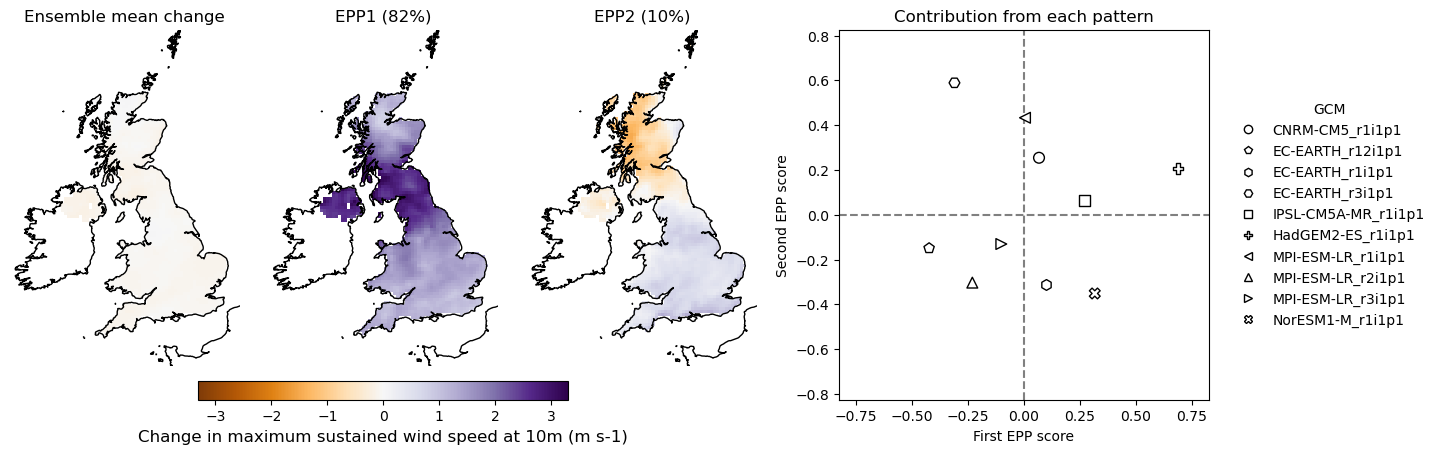 Ensemble mean change
EPP1 (82%)
EPP2 (10%)
−3 −2 −1 0 1 2 3
Change in maximum sustained wind speed at 10m (m s-1)
Contribution from each pattern
Second EPP score
0.8
0.6
0.4
0.2
0.0
−0.2
−0.4
−0.6
−0.8
−0.75 −0.50 −0.25 0.00 0.25 0.50 0.75
First EPP score
GCM
CNRM-CM5_r1i1p1
EC-EARTH_r12i1p1
EC-EARTH_r1i1p1
EC-EARTH_r3i1p1
IPSL-CM5A-MR_r1i1p1
HadGEM2-ES_r1i1p1
MPI-ESM-LR_r1i1p1
MPI-ESM-LR_r2i1p1
MPI-ESM-LR_r3i1p1
NorESM1-M_r1i1p1